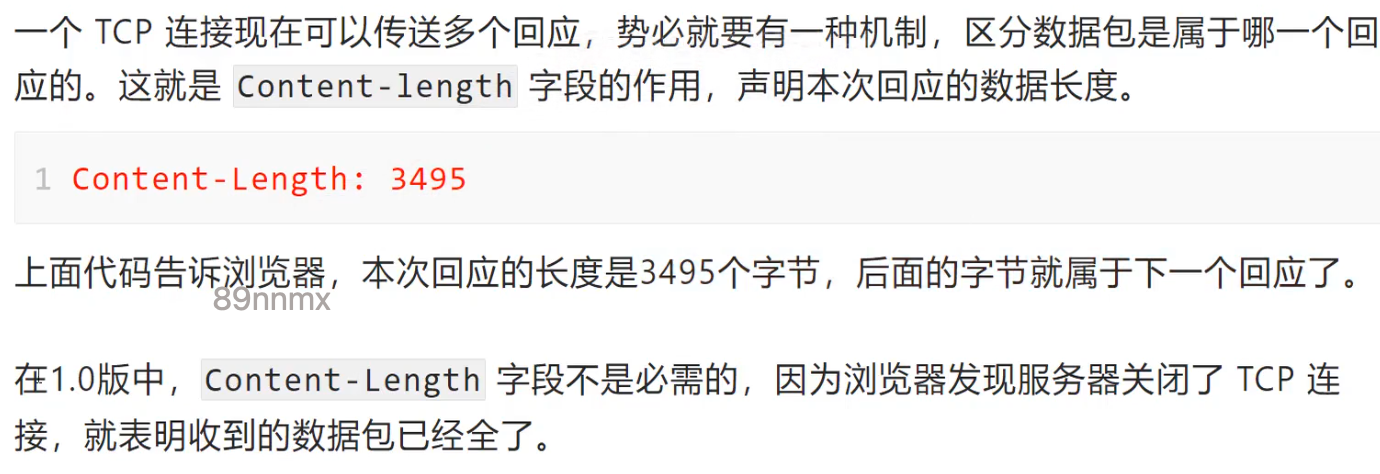 一个 TCP 连接现在可以传送多个回应，势必就要有一种机制，区分数据包是属于哪一个回
应的。这就是 Content-length 字段的作用，声明本次回应的数据长度。
1 Content-Length: 3495
上面代码告诉浏览器，本次回应的长度是3495个字节，后面的字节就属于下一个回应了。
89nnmx
在1.0版中，Content-Length 字段不是必需的，因为浏览器发现服务器关闭了 TCP 连
接，就表明收到的数据包已经全了。